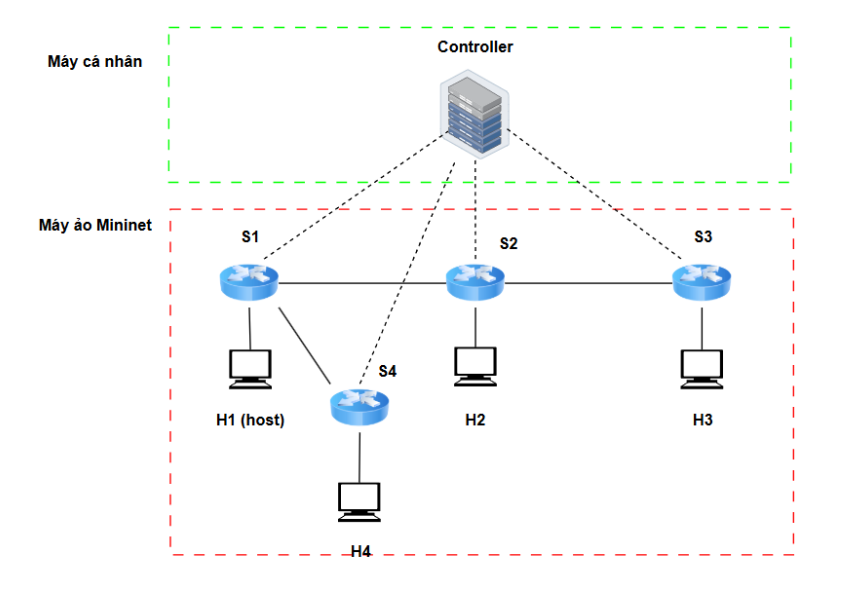 Controller
Máy cá nhân
Máy ảo Mininet
S1
S2
S3
S4
H1 (host)
H2
H3
H4